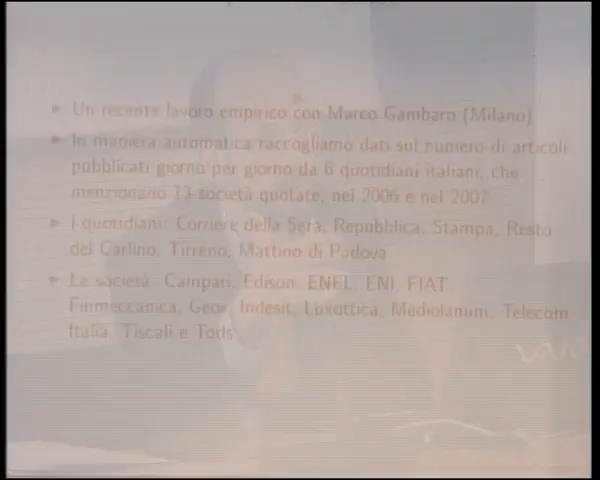 Un recente lavoro empirico con Marco Gambaro (Milano)
In maniera automatica raccogliamo dati sul numero di articoli
pubblicati giorno per giorno da 6 quotidiani italiani, che
menzionano 13 società quotate, nel 2006 e nel 2007
I quotidiani: Corriere della Sera, Repubblica, Stampa, Resto
del Carlino, Tirreno, Mattino di Padova
Le società: Campari, Edison, ENEL, ENI, FIAT,
Finmeccanica, Geox, Indesit, Luxottica, Mediolanum, Telecom
Italia, Tiscali e Tods